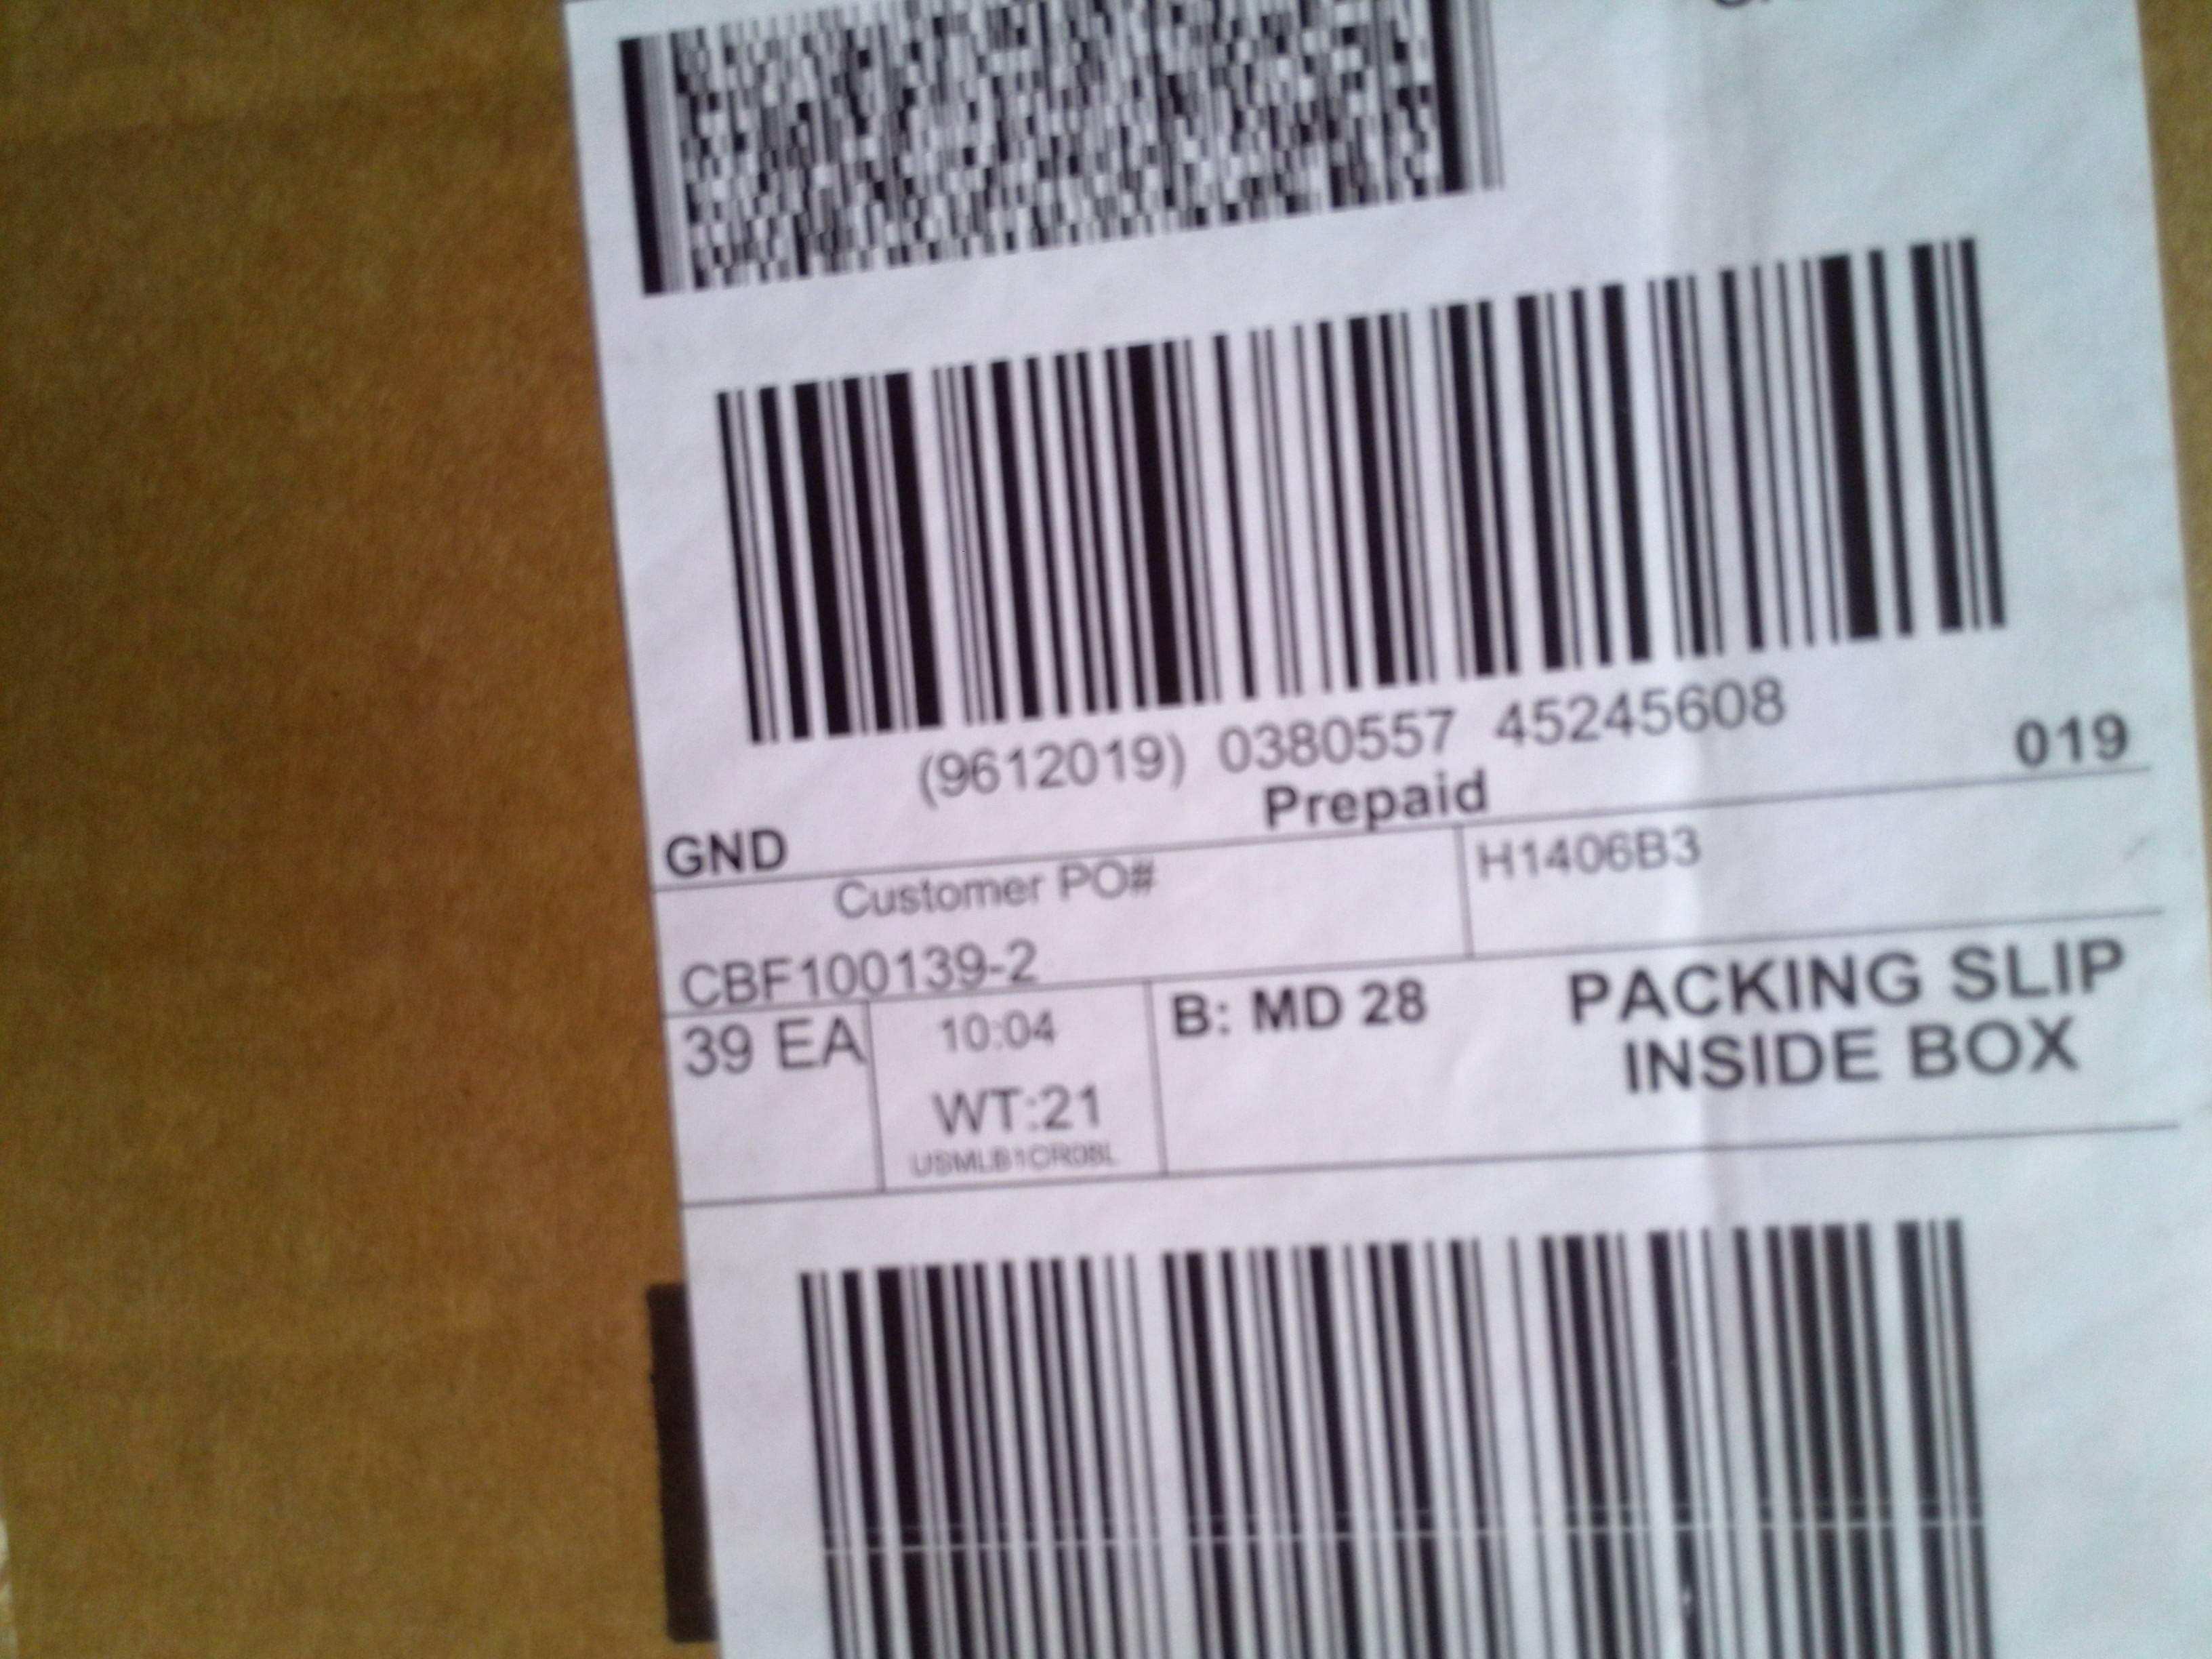 (9612019) 0380557 45245608
Prepaid
019
GND
Customer PO#
H1406B3
CBF100139-2
39 EA
10:04
WT:21
B: MD 28
PACKING SLIP
INSIDE BOX